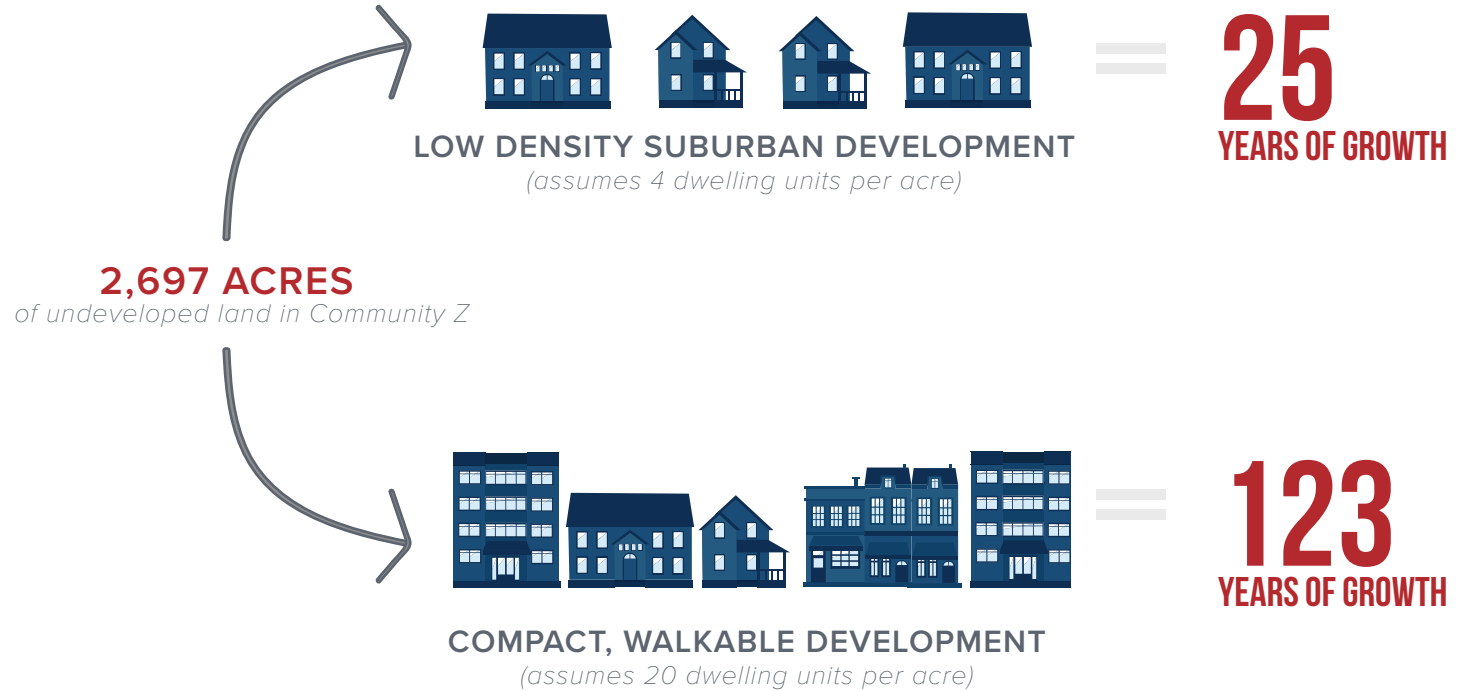 25
YEARS OF GROWTH
LOW DENSITY SUBURBAN DEVELOPMENT
(assumes 4 dwelling units per acre)
2,697 ACRES
of undeveloped land in Community Z
123
YEARS OF GROWTH
COMPACT, WALKABLE DEVELOPMENT
(assumes 20 dwelling units per acre)